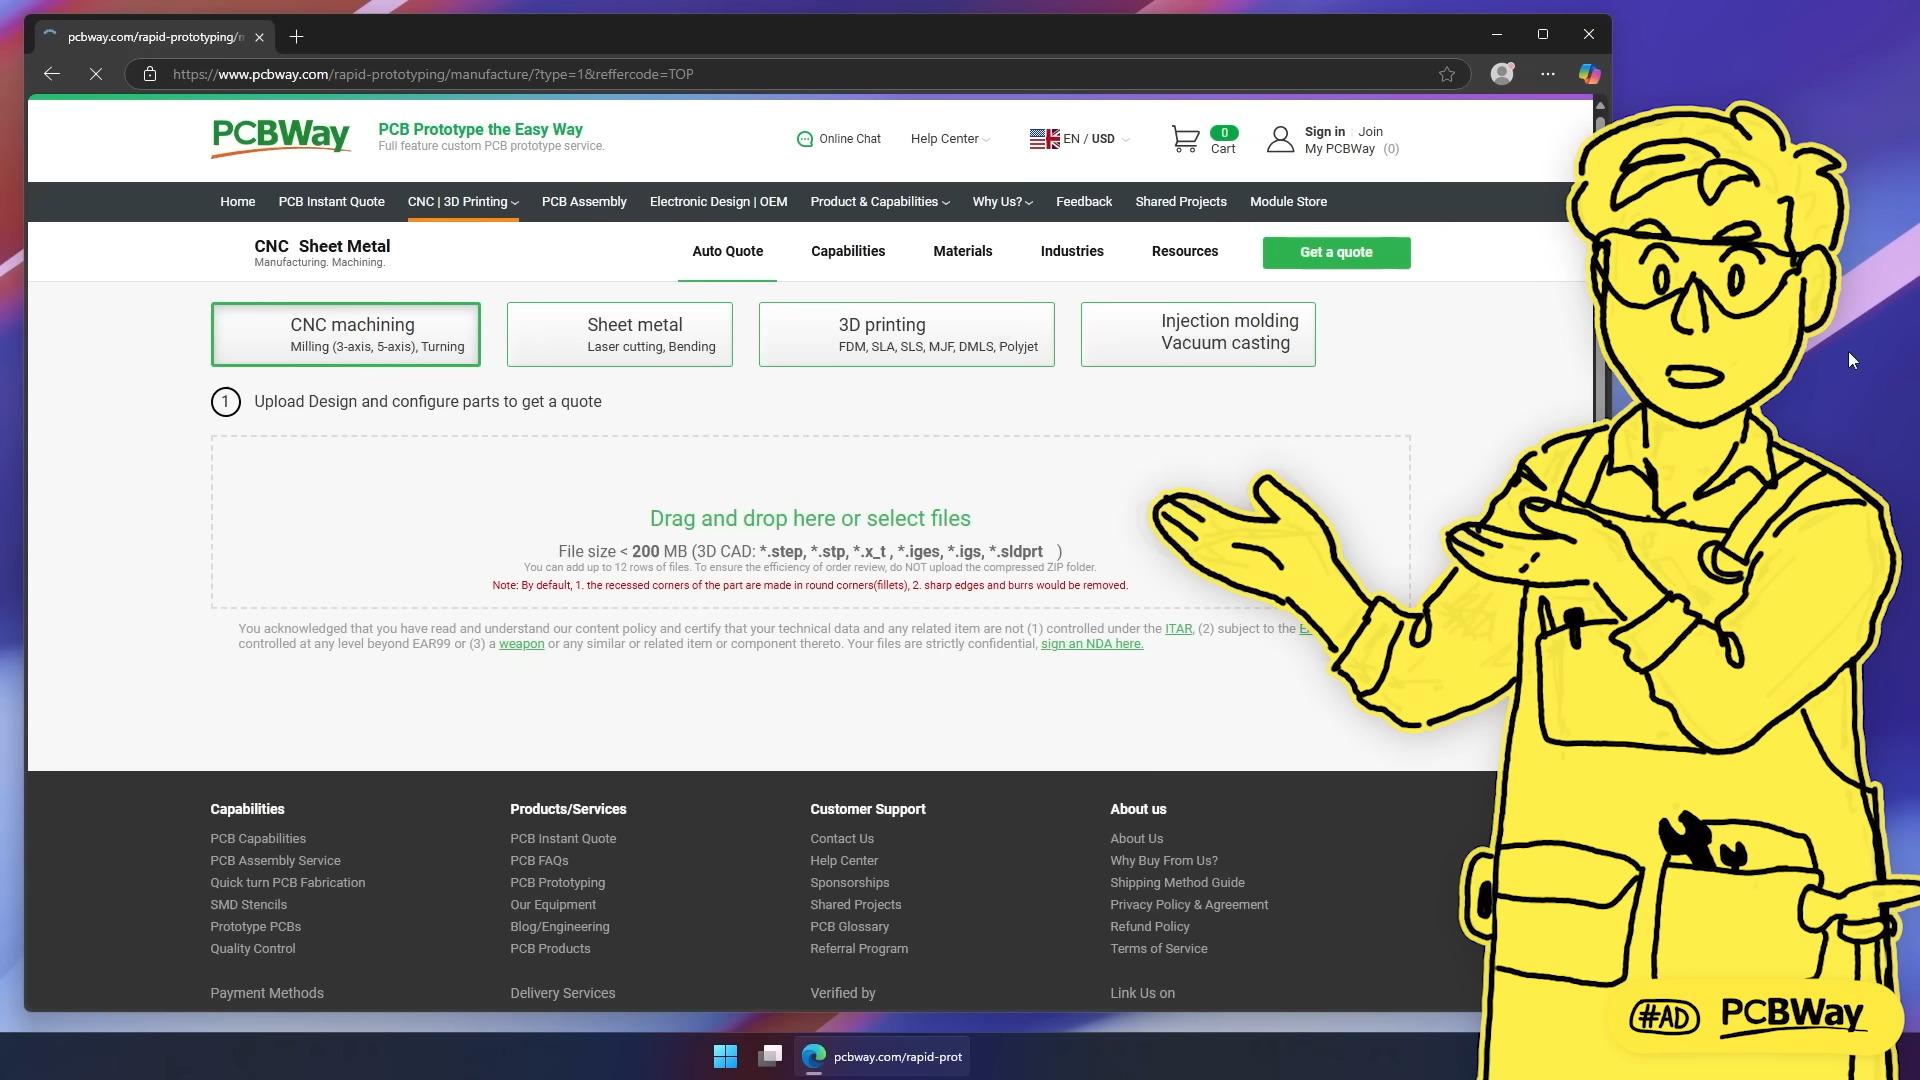 pcbway.com/rapid-prototyping/
https://www.pcbway.com/rapid-prototyping/manufacture/?type=1&reffercode=TOP
PCBWay
PCB Prototype the Easy Way
Full feature custom PCB prototype service.
Online Chat
Help Center
EN / USD
0
Cart
Sign in | Join
My PCBWay (0)
Home
PCB Instant Quote
CNC | 3D Printing
PCB Assembly
Electronic Design | OEM
Product & Capabilities
Why Us?
Feedback
Shared Projects
Module Store
CNC Sheet Metal
Manufacturing. Machining.
Auto Quote
Capabilities
Materials
Industries
Resources
Get a quote
CNC machining
Milling (3-axis, 5-axis), Turning
Sheet metal
Laser cutting, Bending
3D printing
FDM, SLA, SLS, MJF, DMLS, Polyjet
Injection molding
Vacuum casting
1 Upload Design and configure parts to get a quote
Drag and drop here or select files
File size < 200 MB (3D CAD: *.step, *.stp, *.x_t , *.iges, *.igs, *.sldprt )
You can add up to 12 rows of files. To ensure the efficiency of order review, do NOT upload the compressed ZIP folder.
Note: By default, 1. the recessed corners of the part are made in round corners(fillets), 2. sharp edges and burrs would be removed.
You acknowledged that you have read and understand our content policy and certify that your technical data and any related item are not (1) controlled under the ITAR, (2) subject to the
controlled at any level beyond EAR99 or (3) a weapon or any similar or related item or component thereto. Your files are strictly confidential, sign an NDA here.
Capabilities
PCB Capabilities
PCB Assembly Service
Quick turn PCB Fabrication
SMD Stencils
Prototype PCBs
Quality Control
Payment Methods
Products/Services
PCB Instant Quote
PCB FAQs
PCB Prototyping
Our Equipment
Blog/Engineering
PCB Products
Delivery Services
Customer Support
Contact Us
Help Center
Sponsorships
Shared Projects
PCB Glossary
Referral Program
Verified by
About us
About Us
Why Buy From Us?
Shipping Method Guide
Privacy Policy & Agreement
Refund Policy
Terms of Service
Link Us on
#AD PCBWay
pcbway.com/rapid-prot